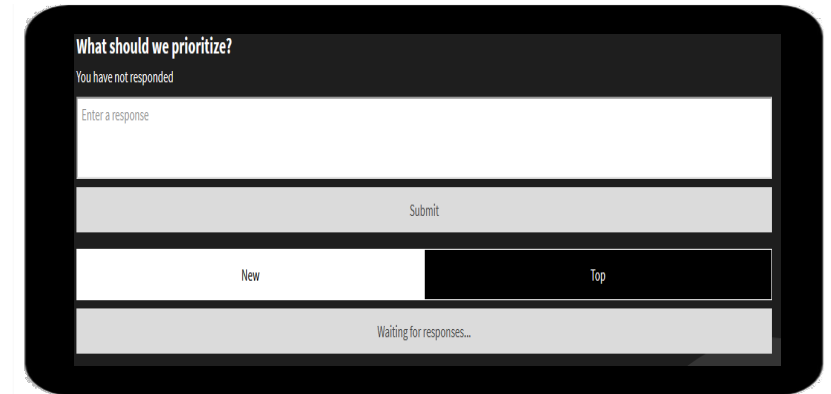 What should we prioritize?
You have not responded
Enter a response
Submit
New
Top
Waiting for responses...